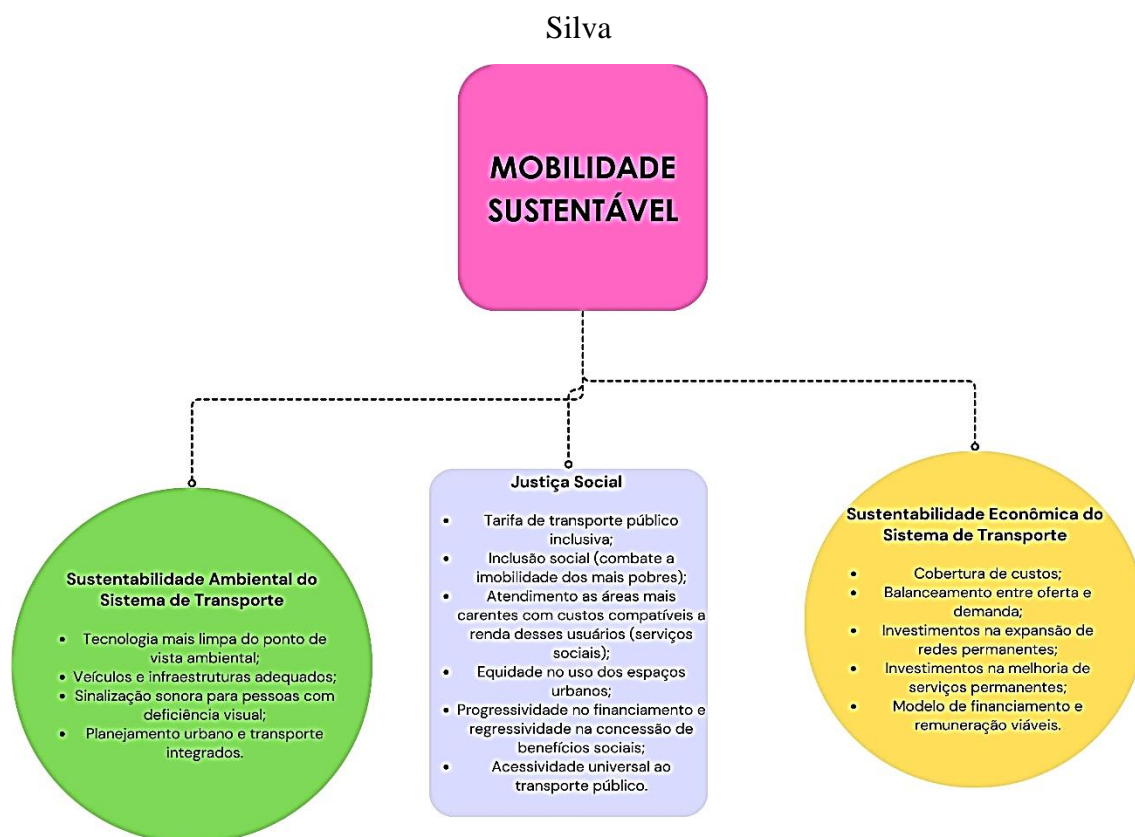 Silva
MOBILIDADE
SUSTENTÁVEL
Sustentabilidade Ambiental do
Sistema de Transporte
• Tecnologia mais limpa do ponto de
vista ambiental;
• Veículos e infraestruturas adequados;
• Sinalização sonora para pessoas com
deficiência visual;
• Planejamento urbano e transporte
integrados.
Justiça Social
• Tarifa de transporte público
inclusiva;
• Inclusão social (combate a
imobilidade dos mais pobres);
• Atendimento as áreas mais
carentes com custos compatíveis a
renda desses usuários (serviços
sociais);
• Equidade no uso dos espaços
urbanos;
• Progressividade no financiamento e
regressividade na concessão de
benefícios sociais;
• Acessividade universal ao
transporte público.
Sustentabilidade Econômica do
Sistema de Transporte
• Cobertura de custos;
• Balanceamento entre oferta e
demanda;
• Investimentos na expansão de
redes permanentes;
• Investimentos na melhoria de
serviços permanentes;
• Modelo de financiamento e
remuneração viáveis.